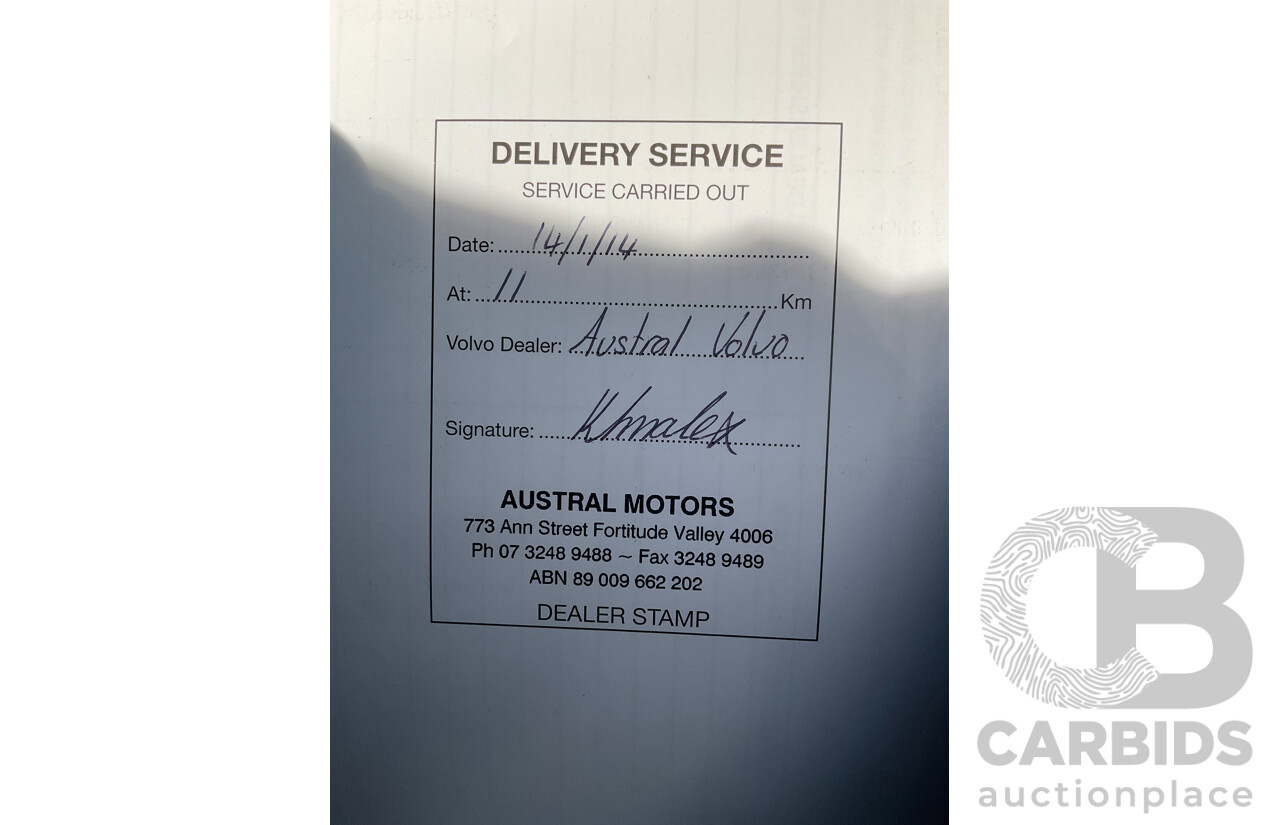 DELIVERY SERVICE
SERVICE CARRIED OUT
Date: 14/1/14
At: 11 Km
Volvo Dealer: Austral Volvo
Signature:
AUSTRAL MOTORS
773 Ann Street Fortitude Valley 4006
Ph 07 3248 9488 ~ Fax 3248 9489
ABN 89 009 662 202
DEALER STAMP
CB
CARBIDS
auctionplace